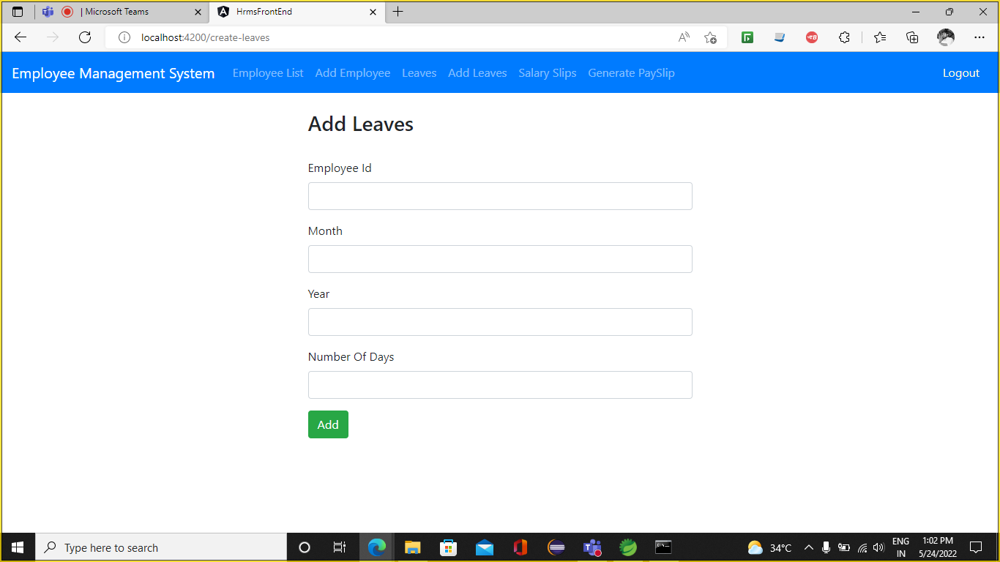 | Microsoft Teams
HrmsFrontEnd
localhost:4200/create-leaves
Employee Management System Employee List Add Employee Leaves Add Leaves Salary Slips Generate PaySlip Logout
Add Leaves
Employee Id
Month
Year
Number Of Days
Add
Type here to search
34°C
ENG
IN
1:02 PM
5/24/2022